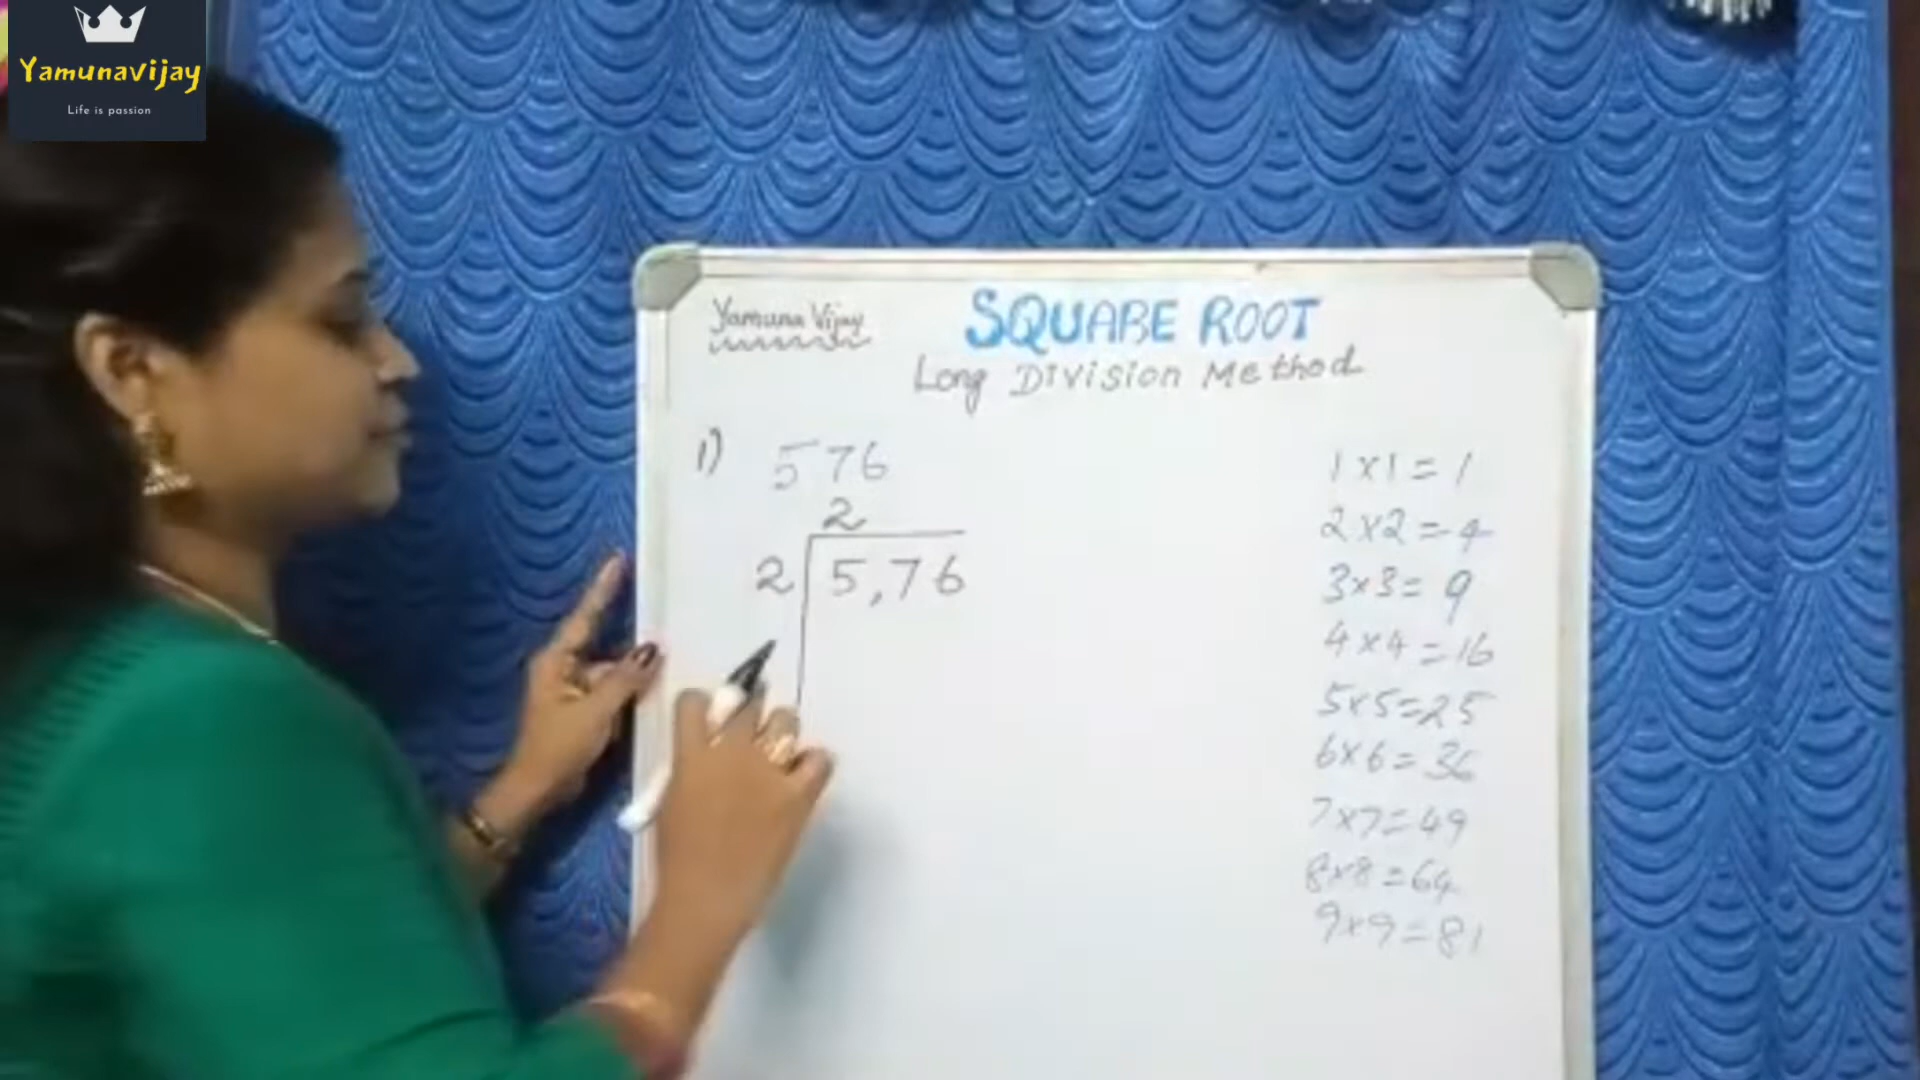 Yamunavijay
Life is passion
Yamuna Vijay
SQUARE ROOT
Long Division Method
1) 576
2
2 5,76
1x1=1
2x2=4
3x3=9
4x4=16
5x5=25
6x6=36
7x7=49
8x8=64
9x9=81